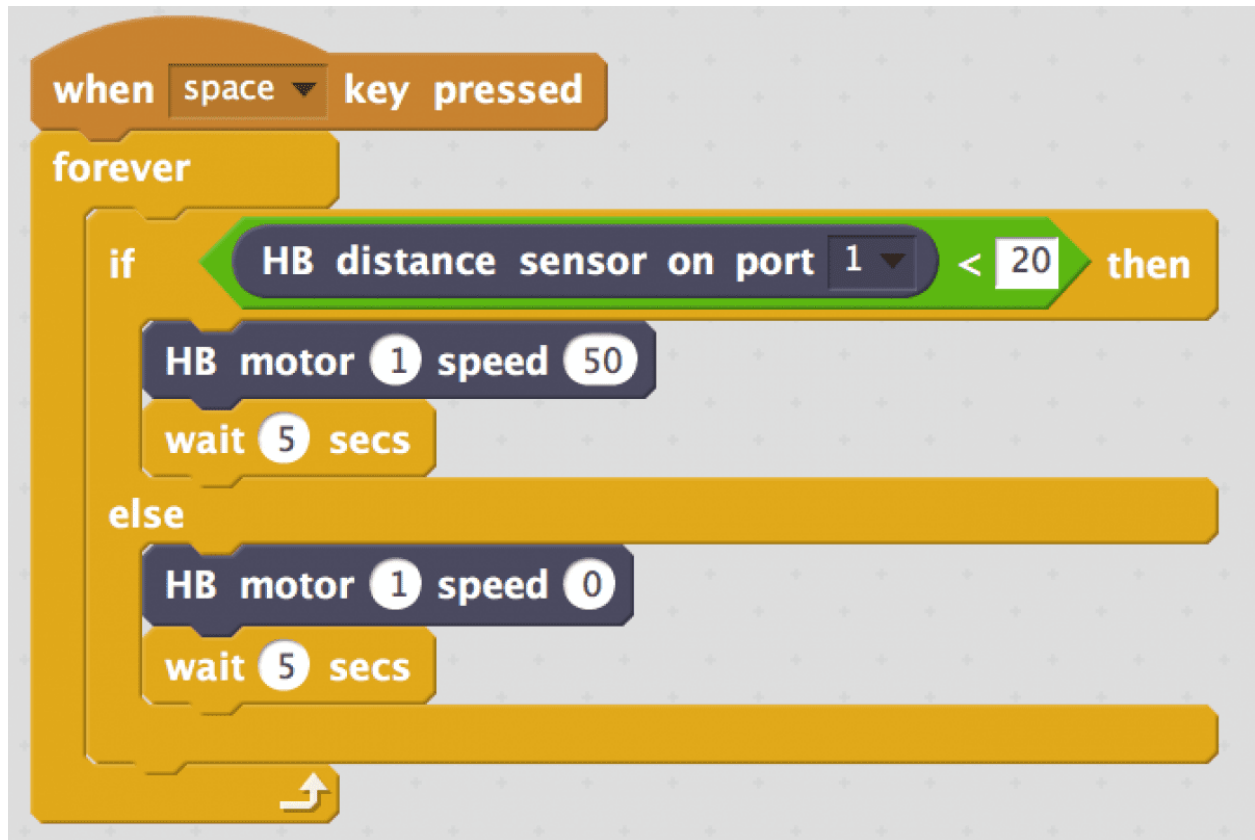 when space key pressed
forever
if HB distance sensor on port 1 < 20 then
HB motor 1 speed 50
wait 5 secs
else
HB motor 1 speed 0
wait 5 secs